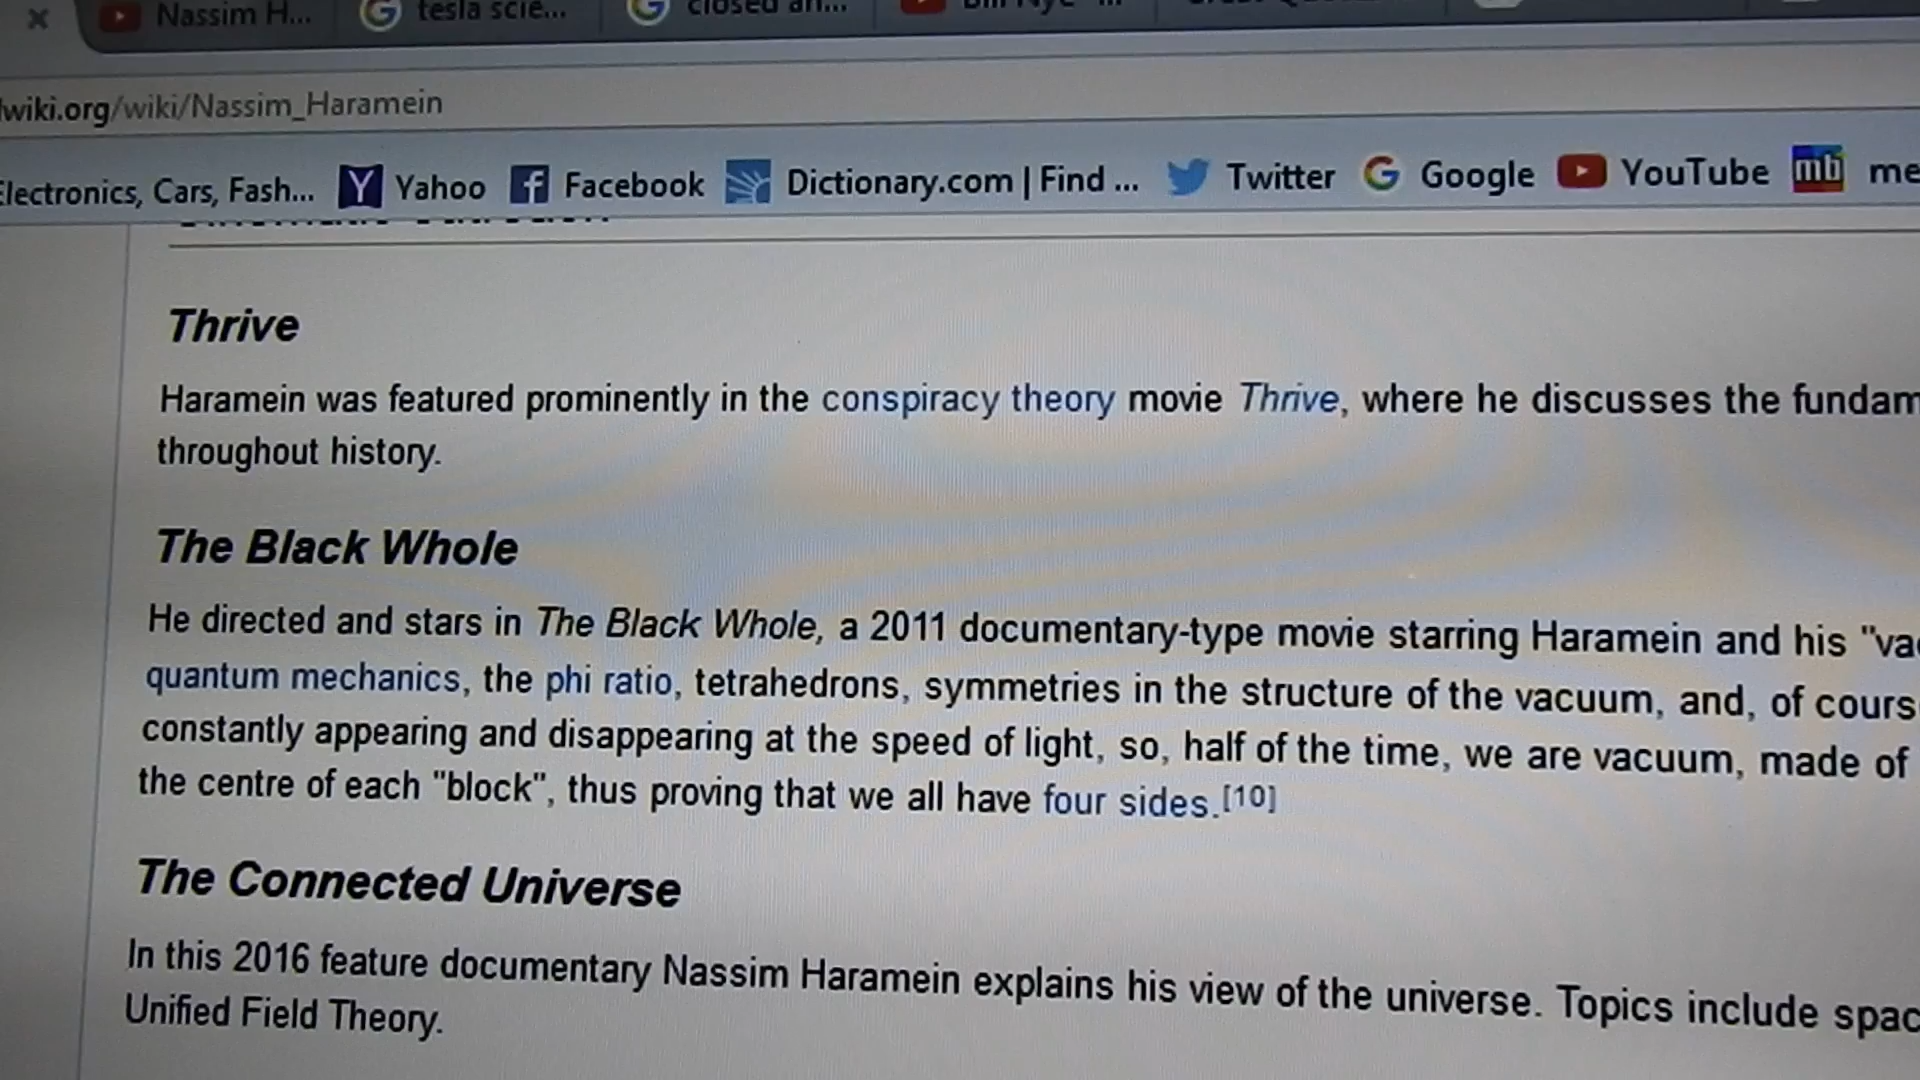 Nassim H...
tesla scie...
closed an...
wiki.org/wiki/Nassim_Haramein
Electronics, Cars, Fash... Yahoo Facebook Dictionary.com | Find ... Twitter Google YouTube mb me
Thrive
Haramein was featured prominently in the conspiracy theory movie Thrive, where he discusses the fundam
throughout history.
The Black Whole
He directed and stars in The Black Whole, a 2011 documentary-type movie starring Haramein and his "va
quantum mechanics, the phi ratio, tetrahedrons, symmetries in the structure of the vacuum, and, of cours
constantly appearing and disappearing at the speed of light, so, half of the time, we are vacuum, made of
the centre of each "block", thus proving that we all have four sides.[10]
The Connected Universe
In this 2016 feature documentary Nassim Haramein explains his view of the universe. Topics include spac
Unified Field Theory.